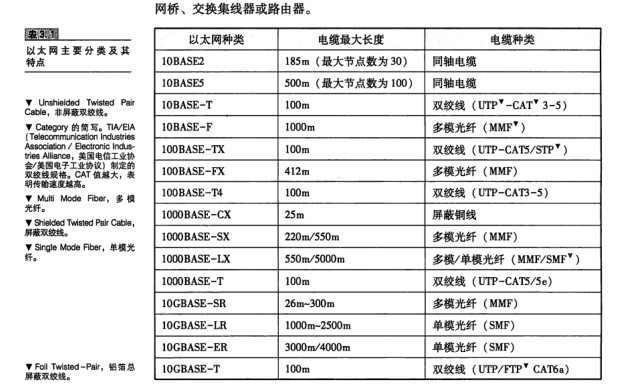 网桥、交换集线器或路由器。
表3.1
以太网主要分类及其
特点
以太网种类 电缆最大长度 电缆种类
10BASE2 185m（最大节点数为 30） 同轴电缆
10BASE5 500m（最大节点数为 100） 同轴电缆
10BASE-T 100m 双绞线（UTP▼-CAT▼ 3-5）
10BASE-F 1000m 多模光纤（MMF▼）
100BASE-TX 100m 双绞线（UTP-CAT5/STP▼）
100BASE-FX 412m 多模光纤（MMF）
100BASE-T4 100m 双绞线（UTP-CAT3-5）
1000BASE-CX 25m 屏蔽铜线
1000BASE-SX 220m/550m 多模光纤（MMF）
1000BASE-LX 550m/5000m 多模/单模光纤（MMF/SMF▼）
1000BASE-T 100m 双绞线（UTP-CAT5/5e）
10GBASE-SR 26m~300m 多模光纤（MMF）
10GBASE-LR 1000m~2500m 单模光纤（SMF）
10GBASE-ER 3000m/4000m 单模光纤（SMF）
10GBASE-T 100m 双绞线（UTP/FTP▼ CAT6a）
▼ Unshielded Twisted Pair
Cable，非屏蔽双绞线。
▼ Category 的简写。TIA/EIA
(Telecommunication Industries
Association / Electronic Indus-
tries Alliance，美国电信工业协
会/美国电子工业协议）制定的
双绞线规格。CAT 值越大，表
明传输速度越高。
▼ Multi Mode Fiber，多模
光纤。
▼ Shielded Twisted Pair Cable，
屏蔽双绞线。
▼ Single Mode Fiber，单模光
纤。
▼ Foil Twisted-Pair，铝箔总
屏蔽双绞线。